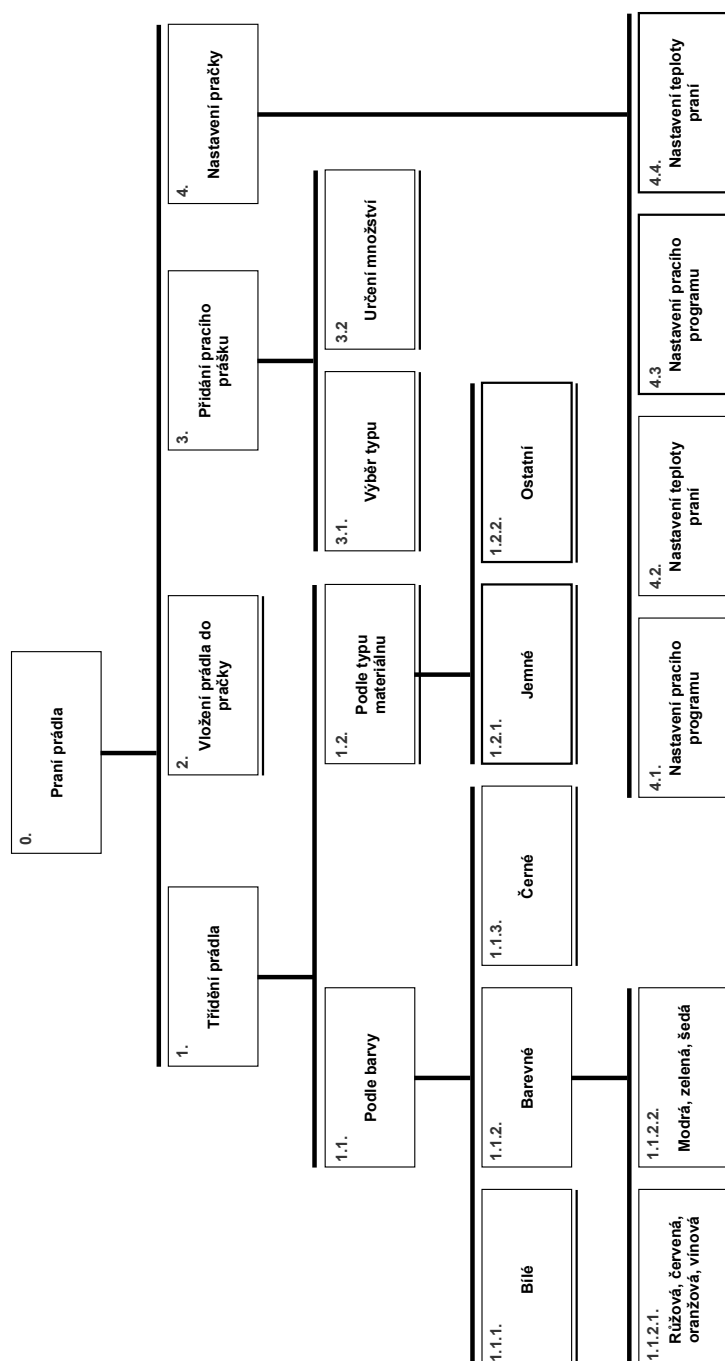 0.
Praní prádla
1.
Třídění prádla
2.
Vložení prádla do
pračky
3.
Přidání pracího
prášku
4.
Nastavení pračky
1.1.
Podle barvy
1.2.
Podle typu
materiálnu
3.1.
Výběr typu
3.2
Určení množství
1.1.1.
Bílé
1.1.2.
Barevné
1.1.3.
Černé
1.2.1.
Jemné
1.2.2.
Ostatní
1.1.2.1.
Růžová, červená,
oranžová, vínová
1.1.2.2.
Modrá, zelená, šedá
4.1.
Nastavení pracího
programu
4.2.
Nastavení teploty
praní
4.3
Nastavení pracího
programu
4.4.
Nastavení teploty
praní